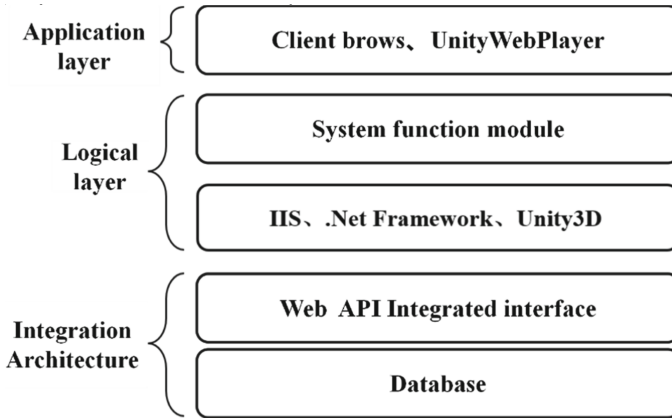 Application
layer
Client brows、UnityWebPlayer
Logical
layer
System function module
IIS、.Net Framework、Unity3D
Integration
Architecture
Web API Integrated interface
Database